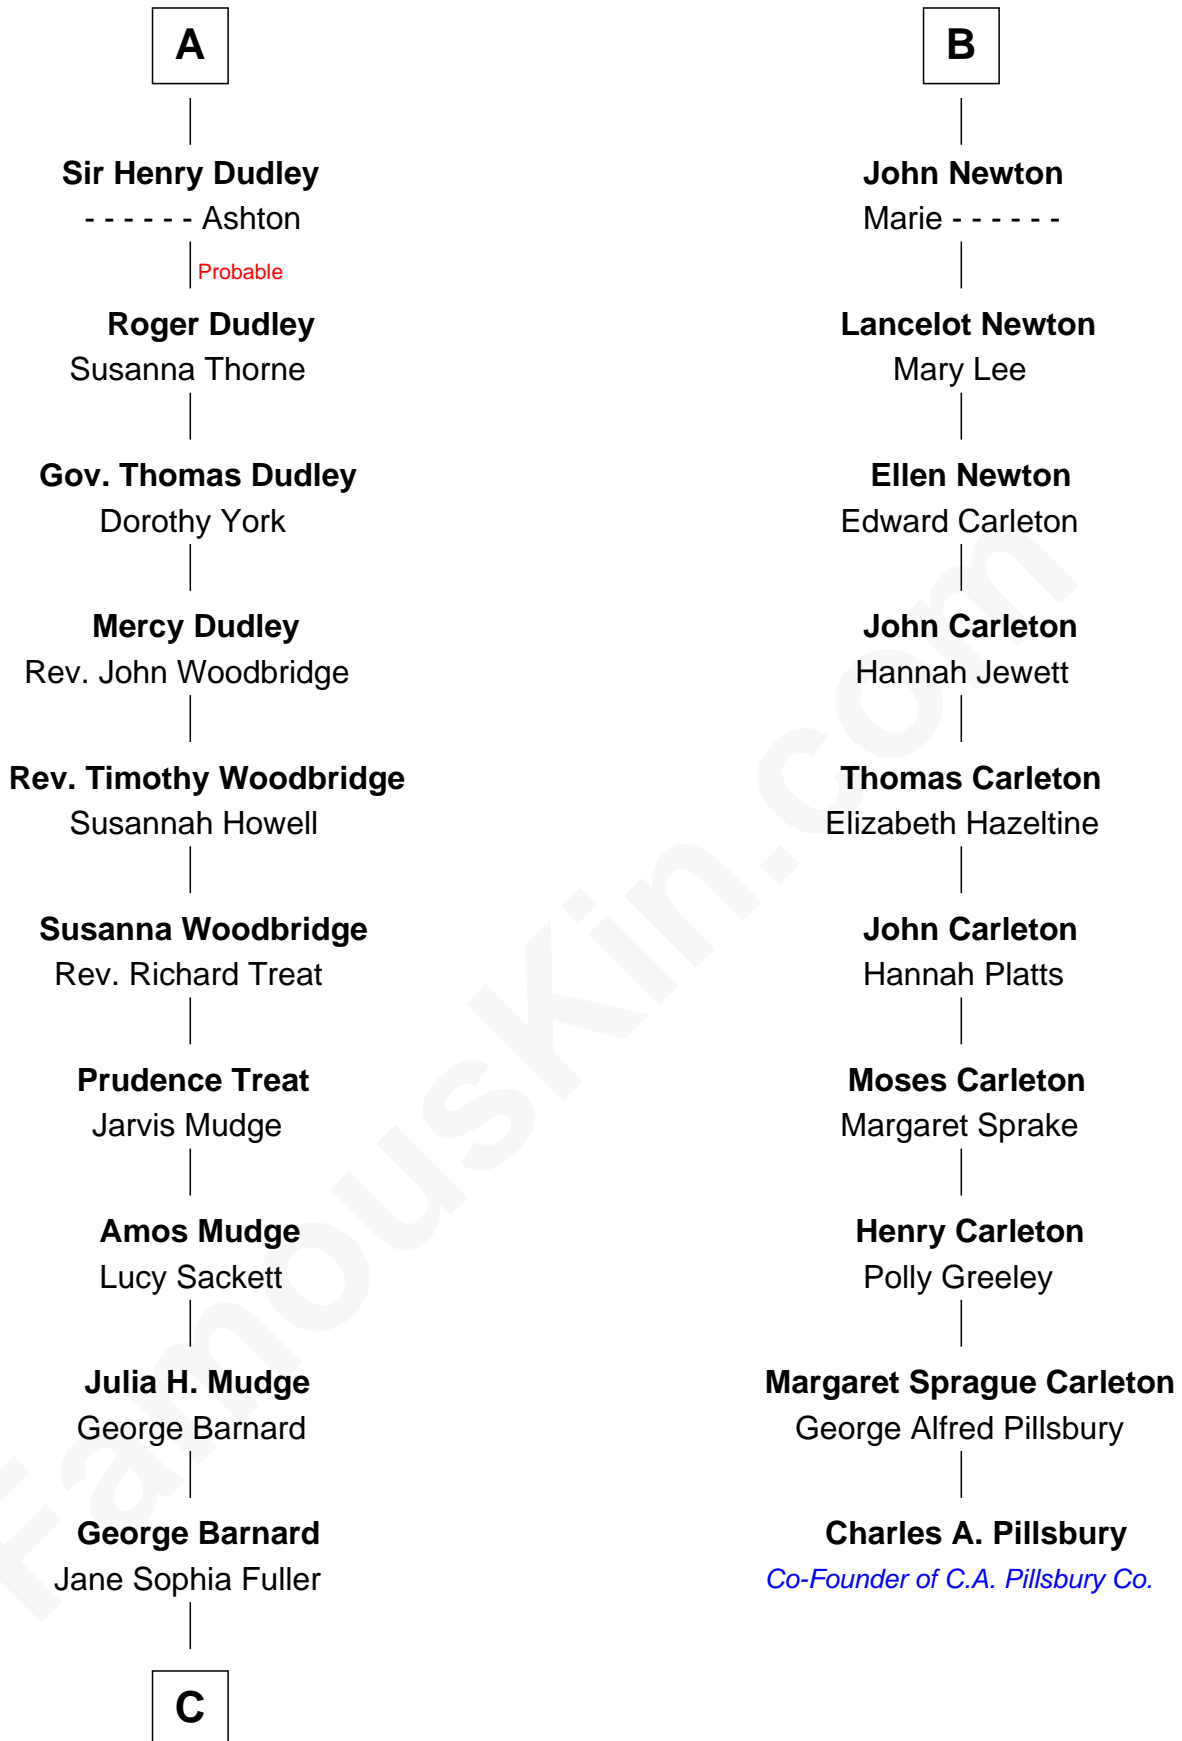 A
Sir Henry Dudley
- - - - - - Ashton
Probable
Roger Dudley
Susanna Thorne
Gov. Thomas Dudley
Dorothy York
Mercy Dudley
Rev. John Woodbridge
Rev. Timothy Woodbridge
Susannah Howell
Susanna Woodbridge
Rev. Richard Treat
Prudence Treat
Jarvis Mudge
Amos Mudge
Lucy Sackett
Julia H. Mudge
George Barnard
George Barnard
Jane Sophia Fuller
C
B
John Newton
Marie - - - - - -
Lancelot Newton
Mary Lee
Ellen Newton
Edward Carleton
John Carleton
Hannah Jewett
Thomas Carleton
Elizabeth Hazeltine
John Carleton
Hannah Platts
Moses Carleton
Margaret Sprake
Henry Carleton
Polly Greeley
Margaret Sprague Carleton
George Alfred Pillsbury
Charles A. Pillsbury
Co-Founder of C.A. Pillsbury Co.
FamousKin.com